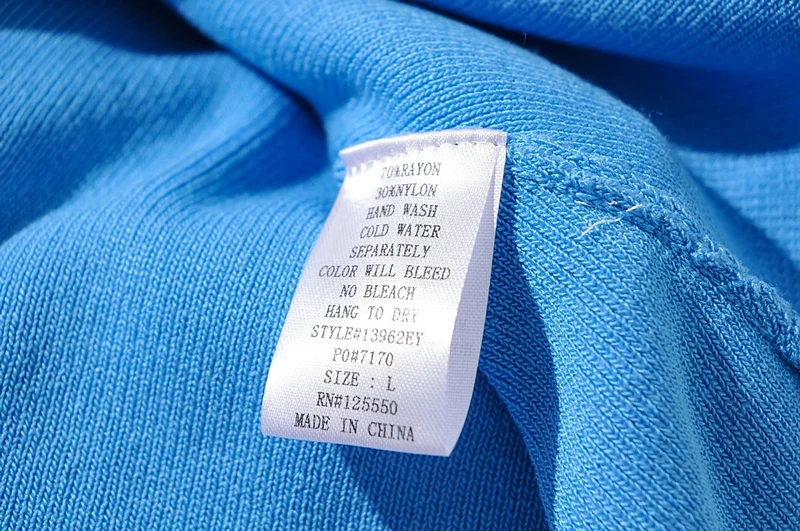 70%RAYON
30%NYLON
HAND WASH
COLD WATER
SEPARATELY
COLOR WILL BLEED
NO BLEACH
HANG TO DRY
STYLE#13962EY
PO#7170
SIZE : L
RN#125550
MADE IN CHINA